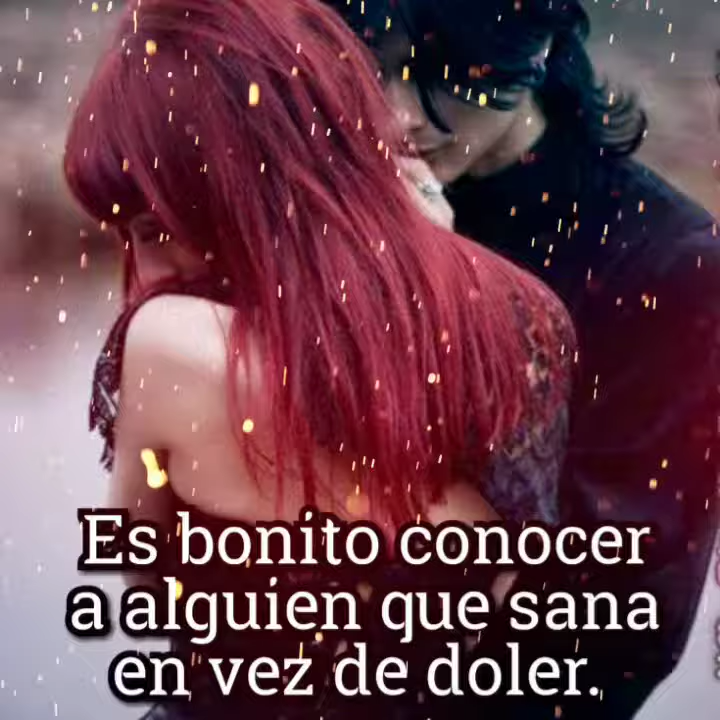 Es bonito conocer
a alguien que sana
en vez de doler.